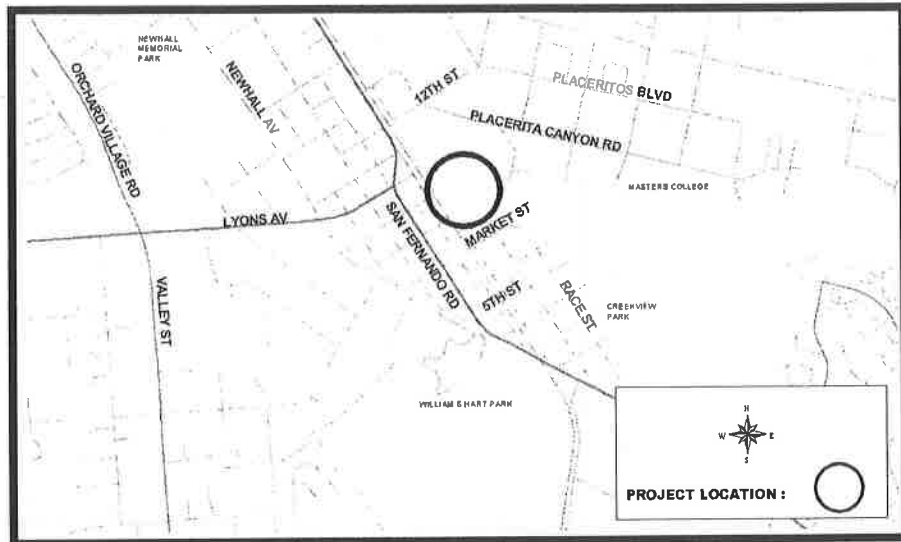 NEWHALL
MEMORIAL
PARK
ORCHARD VILLAGE RD
NEWHALL AV
12TH ST
PLACERITOS BLVD
PLACERITA CANYON RD
MASTERS COLLEGE
LYONS AV
SAN FERNANDO RD
MARKET ST
5TH ST
RACE ST
CREEKVIEW
PARK
VALLEY ST
WILLIAM S HART PARK
N
W E
S
PROJECT LOCATION :